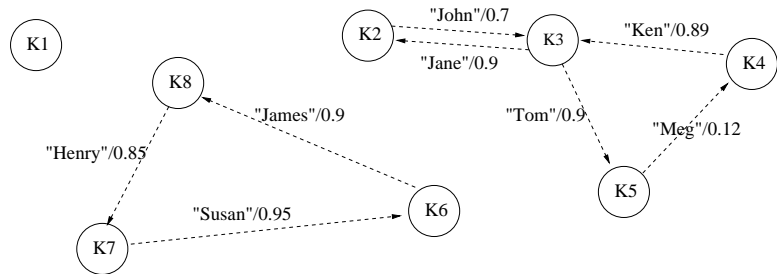 "John"/0.7
K1
K2
K3
"Ken"/0.89
K4
"Jane"/0.9
K8
"James"/0.9
"Tom"/0.9
"Meg"/0.12
"Henry"/0.85
K5
"Susan"/0.95
K6
K7